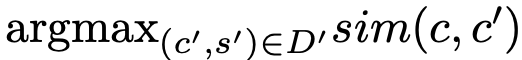 argmax_{(c′,s′)∈D′} sim(c, c′)